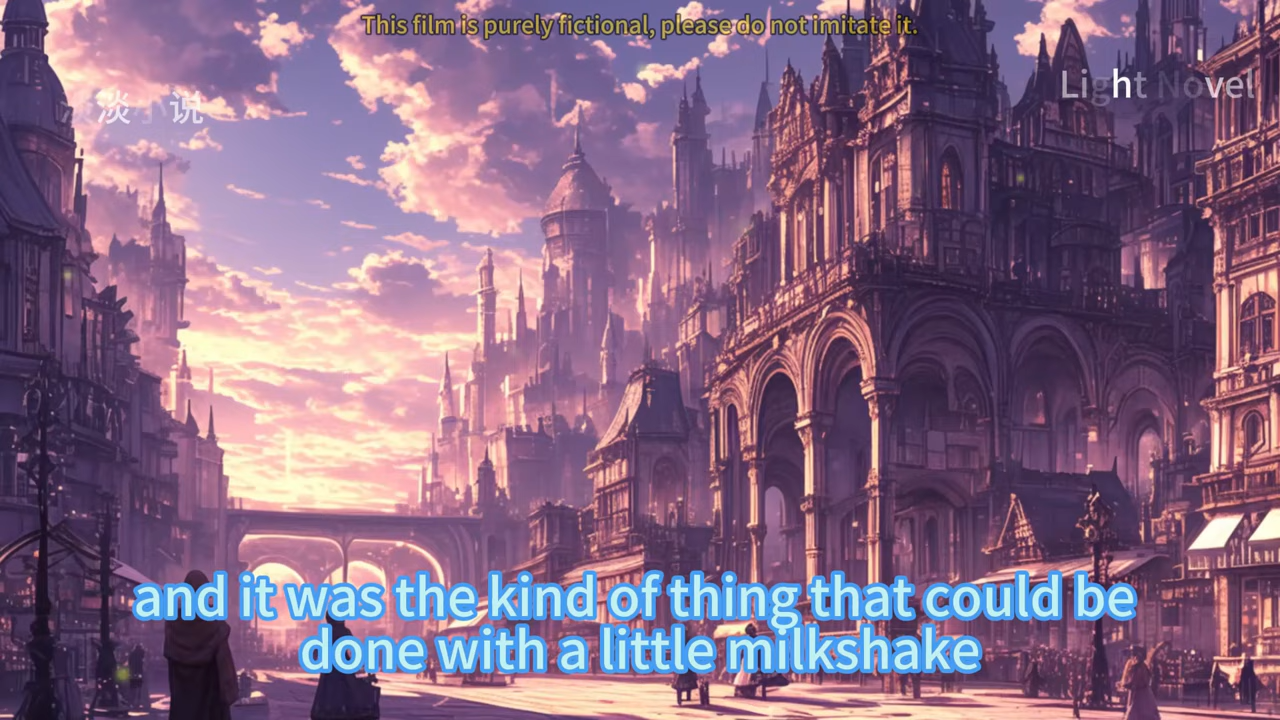 This film is purely fictional, please do not imitate it.
淡小说
Light Novel
and it was the kind of thing that could be
done with a little milkshake